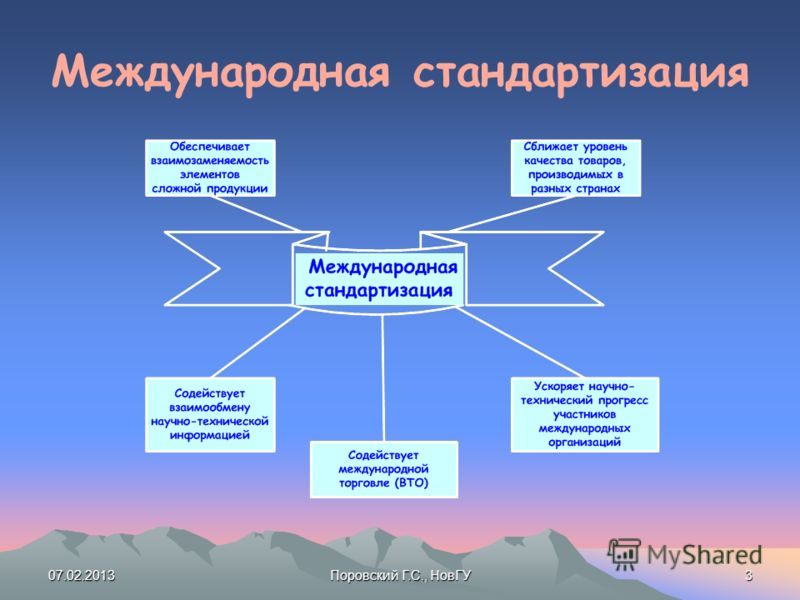 Международная стандартизация
Обеспечивает
взаимозаменяемость
элементов
сложной продукции
Сближает уровень
качества товаров,
производимых в
разных странах
Международная
стандартизация
Содействует
взаимообмену
научно-технической
информацией
Содействует
международной
торговле (ВТО)
Ускоряет научно-
технический прогресс
участников
международных
организаций
MyShared
07.02.2013
Поровский Г.С., НовГУ
3